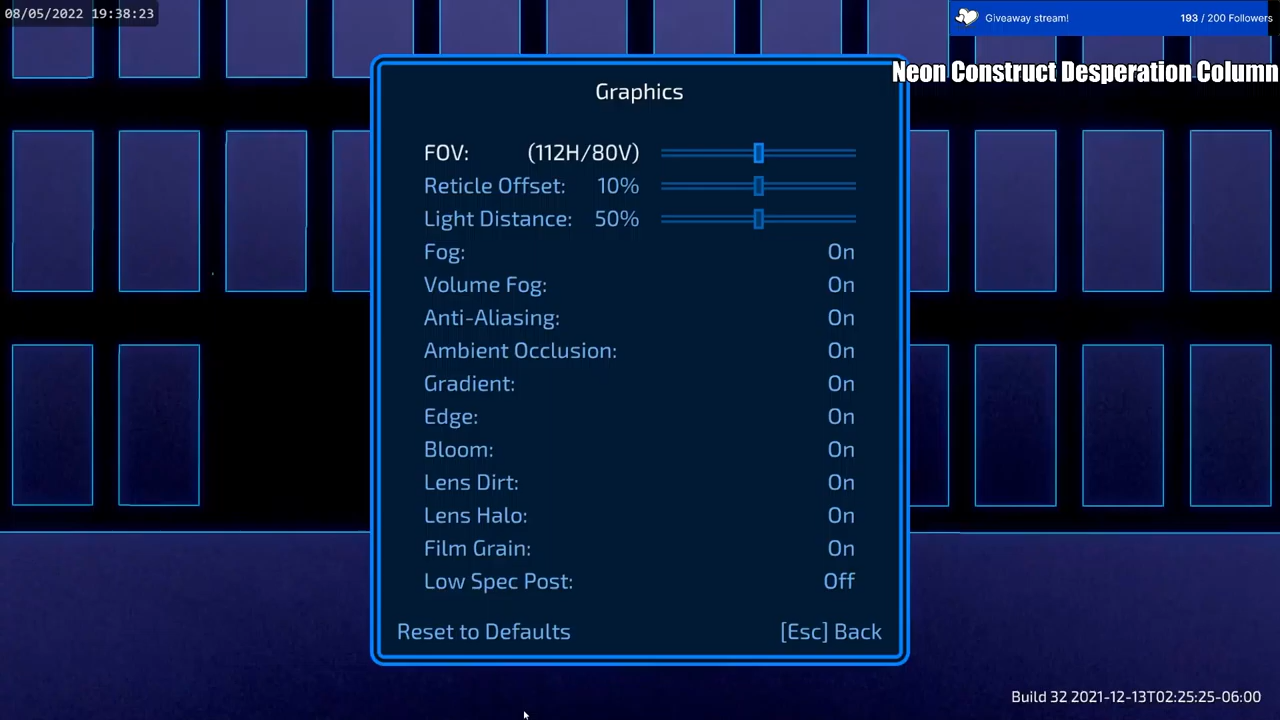 08/05/2022 19:38:23
Giveaway stream! 193 / 200 Followers
Neon Construct Desperation Column
Graphics
FOV: (112H/80V)
Reticle Offset: 10%
Light Distance: 50%
Fog: On
Volume Fog: On
Anti-Aliasing: On
Ambient Occlusion: On
Gradient: On
Edge: On
Bloom: On
Lens Dirt: On
Lens Halo: On
Film Grain: On
Low Spec Post: Off
Reset to Defaults [Esc] Back
Build 32 2021-12-13T02:25:25-06:00